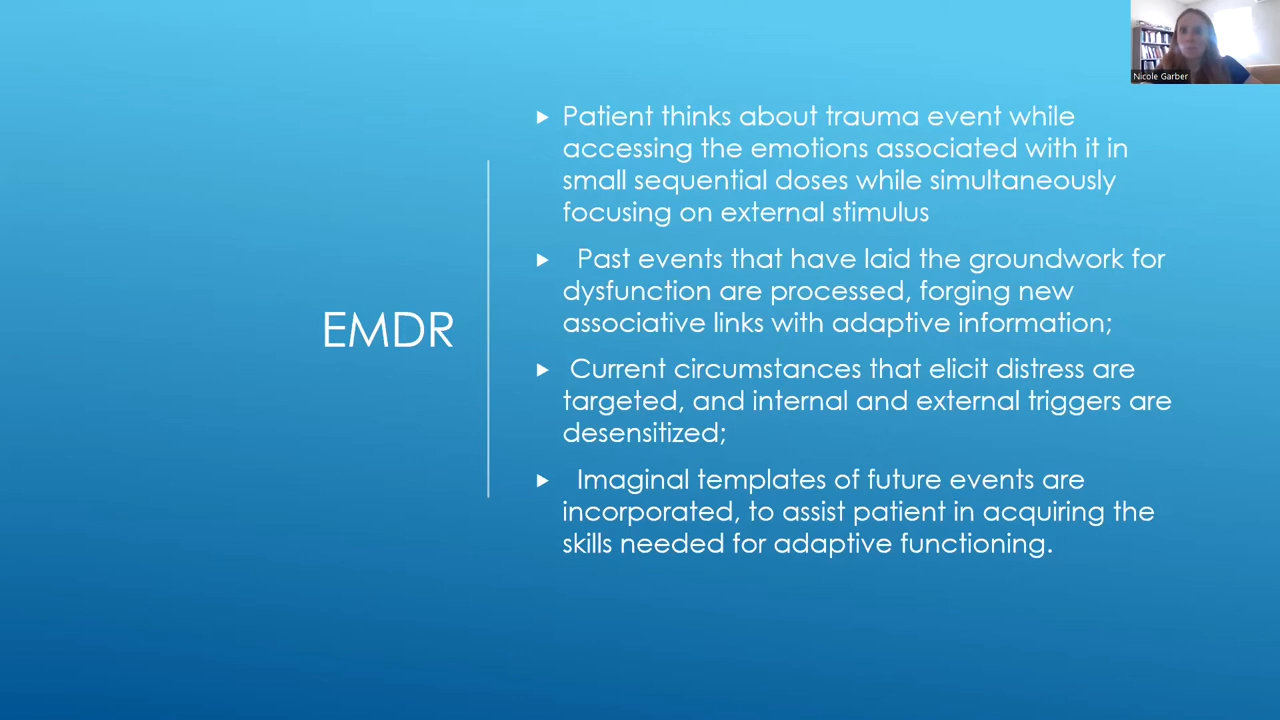 Nicole Garber
EMDR
Patient thinks about trauma event while
accessing the emotions associated with it in
small sequential doses while simultaneously
focusing on external stimulus
Past events that have laid the groundwork for
dysfunction are processed, forging new
associative links with adaptive information;
Current circumstances that elicit distress are
targeted, and internal and external triggers are
desensitized;
Imaginal templates of future events are
incorporated, to assist patient in acquiring the
skills needed for adaptive functioning.